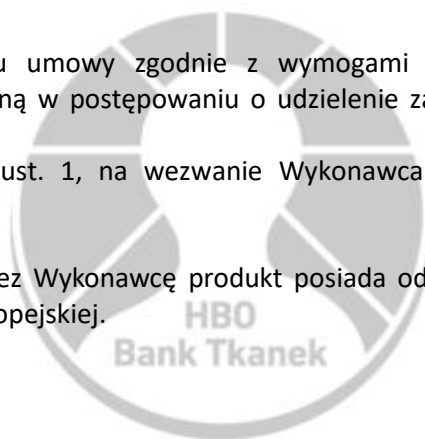 u umowy zgodnie z wymogami
ną w postępowaniu o udzielenie za
ust. 1, na wezwanie Wykonawca
ez Wykonawcę produkt posiada od
opejskiej.
HBO
Bank Tkanek